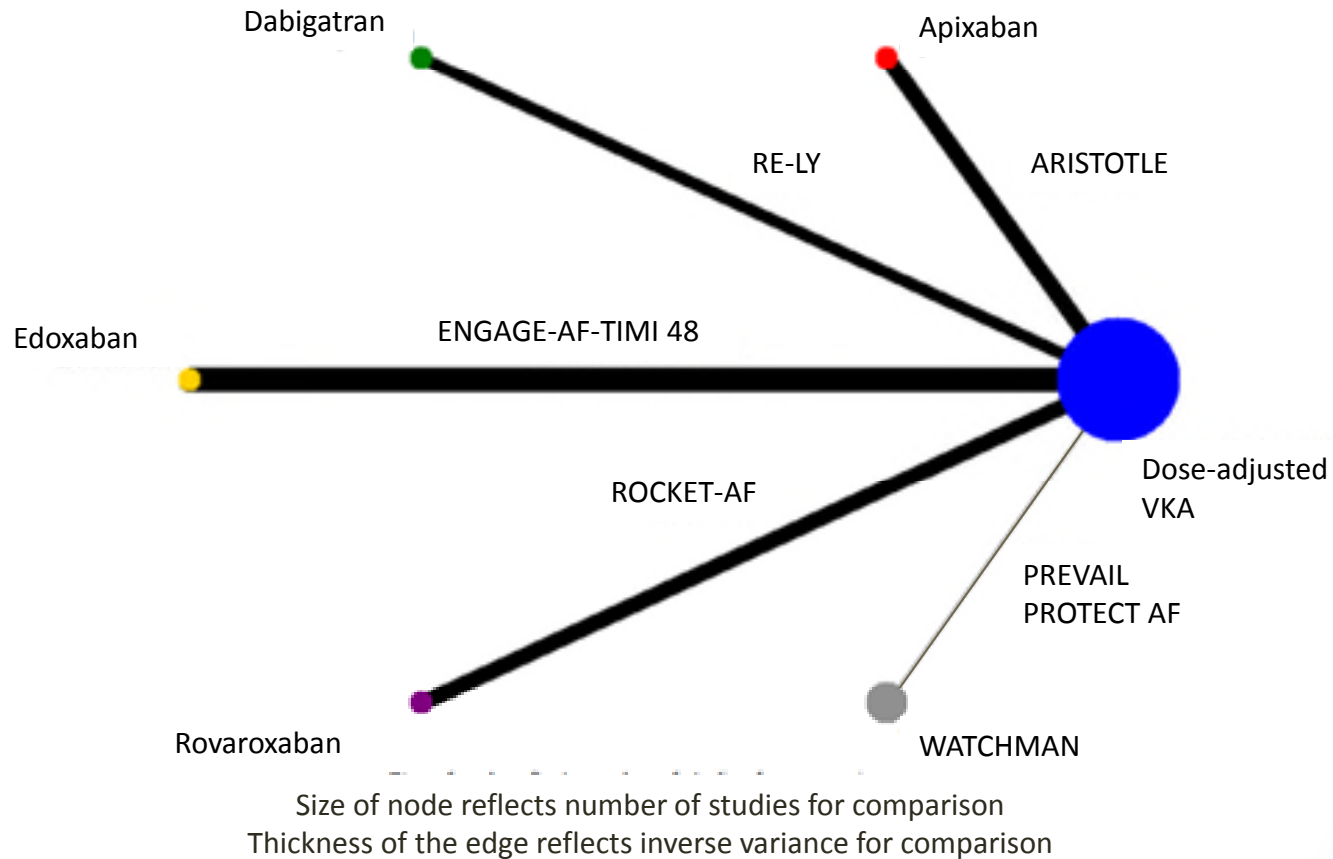 Dabigatran
Apixaban
RE-LY
ARISTOTLE
Edoxaban
ENGAGE-AF-TIMI 48
Dose-adjusted
VKA
ROCKET-AF
PREVAIL
PROTECT AF
Rovaroxaban
WATCHMAN
Size of node reflects number of studies for comparison
Thickness of the edge reflects inverse variance for comparison